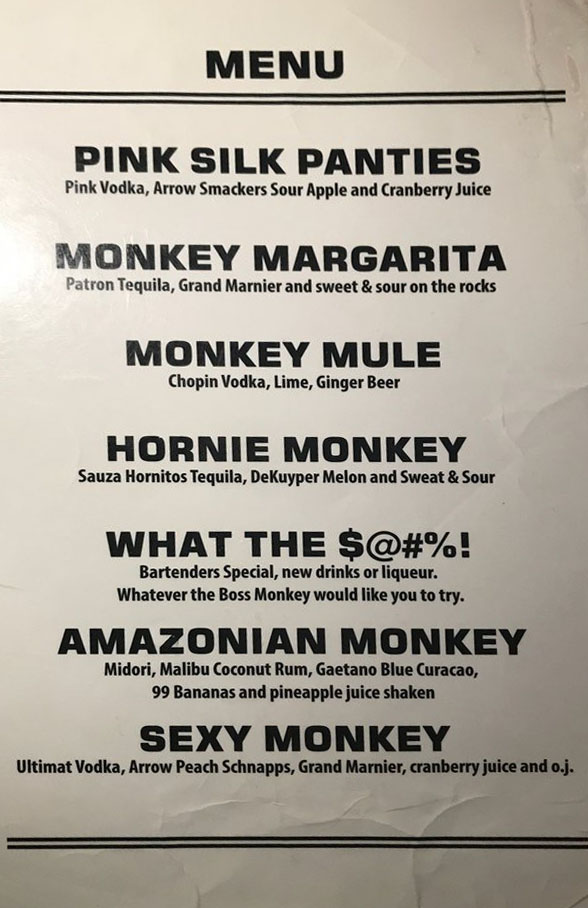 MENU
PINK SILK PANTIES
Pink Vodka, Arrow Smackers Sour Apple and Cranberry Juice
MONKEY MARGARITA
Patron Tequila, Grand Marnier and sweet & sour on the rocks
MONKEY MULE
Chopin Vodka, Lime, Ginger Beer
HORNIE MONKEY
Sauza Hornitos Tequila, DeKuyper Melon and Sweat & Sour
WHAT THE $@#%!
Bartenders Special, new drinks or liqueur.
Whatever the Boss Monkey would like you to try.
AMAZONIAN MONKEY
Midori, Malibu Coconut Rum, Gaetano Blue Curacao,
99 Bananas and pineapple juice shaken
SEXY MONKEY
Ultimat Vodka, Arrow Peach Schnapps, Grand Marnier, cranberry juice and o.j.